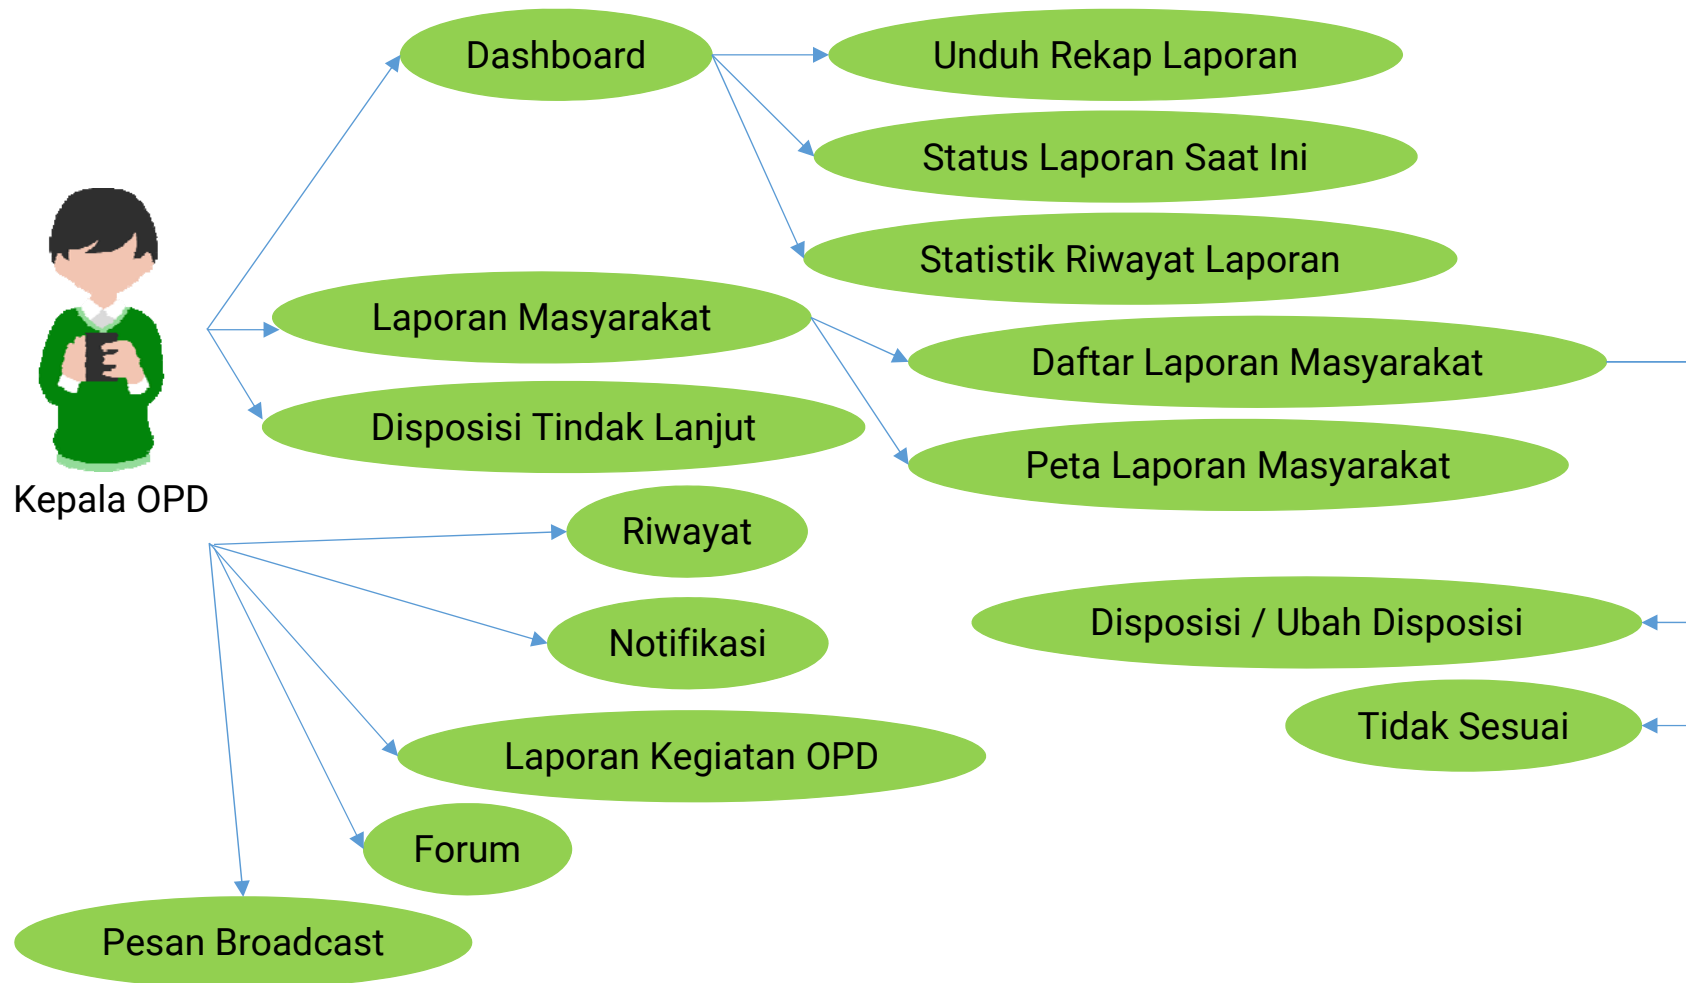 Dashboard
Unduh Rekap Laporan
Status Laporan Saat Ini
Statistik Riwayat Laporan
Laporan Masyarakat
Daftar Laporan Masyarakat
Disposisi Tindak Lanjut
Peta Laporan Masyarakat
Kepala OPD
Riwayat
Disposisi / Ubah Disposisi
Notifikasi
Tidak Sesuai
Laporan Kegiatan OPD
Forum
Pesan Broadcast